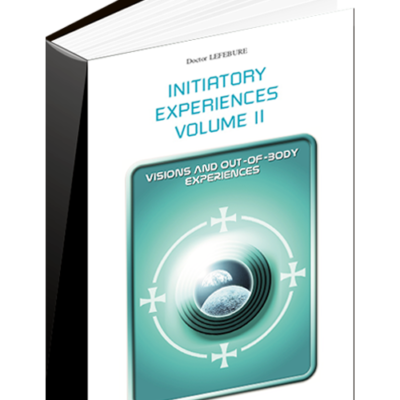 Doctor LEFEBURE
INITIATORY
EXPERIENCES
VOLUME II
VISIONS AND OUT-OF-BODY
EXPERIENCES